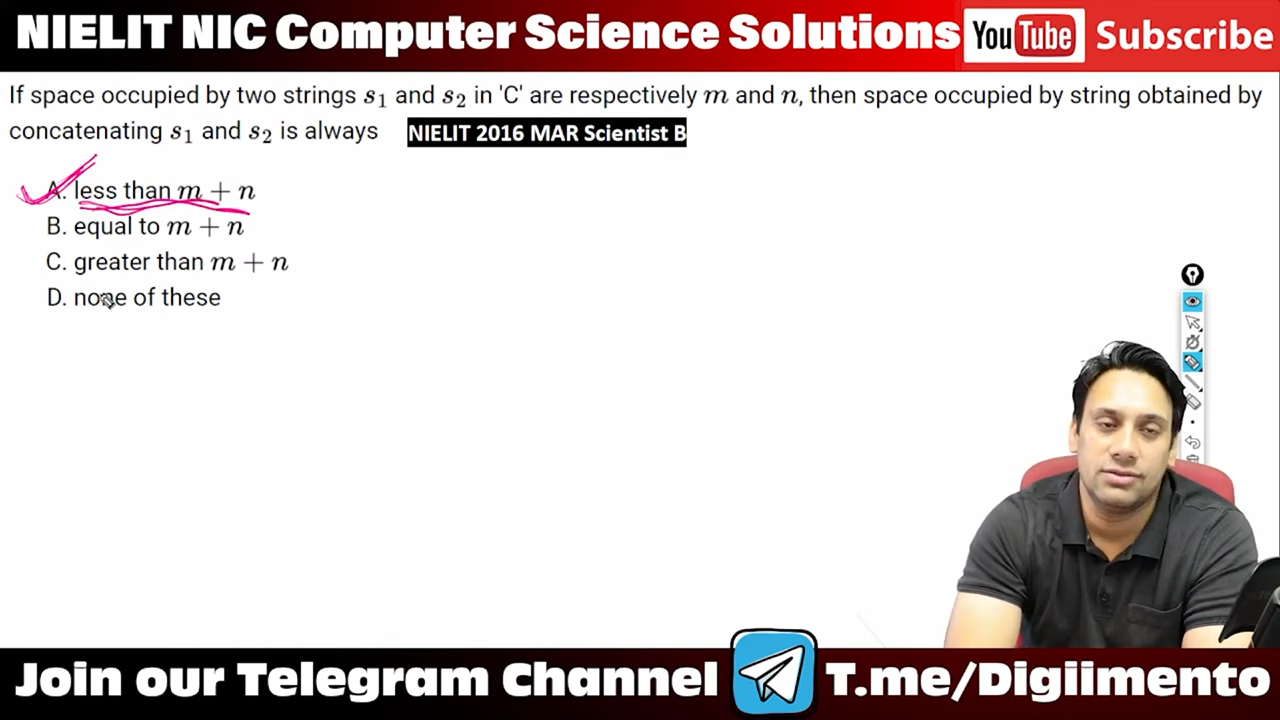 NIELIT NIC Computer Science Solutions YouTube Subscribe
If space occupied by two strings s₁ and s₂ in 'C' are respectively m and n, then space occupied by string obtained by
concatenating s₁ and s₂ is always NIELIT 2016 MAR Scientist B
A. less than m + n
B. equal to m + n
C. greater than m + n
D. none of these
Join our Telegram Channel T.me/Digiimento